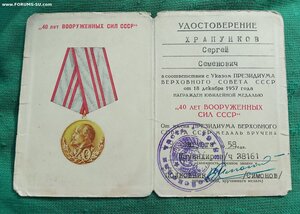 FORUMS-SU.com
"40 ЛЕТ ВООРУЖЕННЫХ СИЛ СССР"
40
УДОСТОВЕРЕНИЕ
ХРАПУНКОВ
Сергей
Семенович
в соответствии с Указом ПРЕЗИДИУМА
ВЕРХОВНОГО СОВЕТА СССР
от 18 декабря 1957 года
НАГРАЖДЕН ЮБИЛЕЙНОЙ МЕДАЛЬЮ
"40 ЛЕТ ВООРУЖЕННЫХ
СИЛ СССР"
От имени ПРЕЗИДИУМА ВЕРХОВНОГО
СОВЕТА СССР МЕДАЛЬ ВРУЧЕНА
58
28161